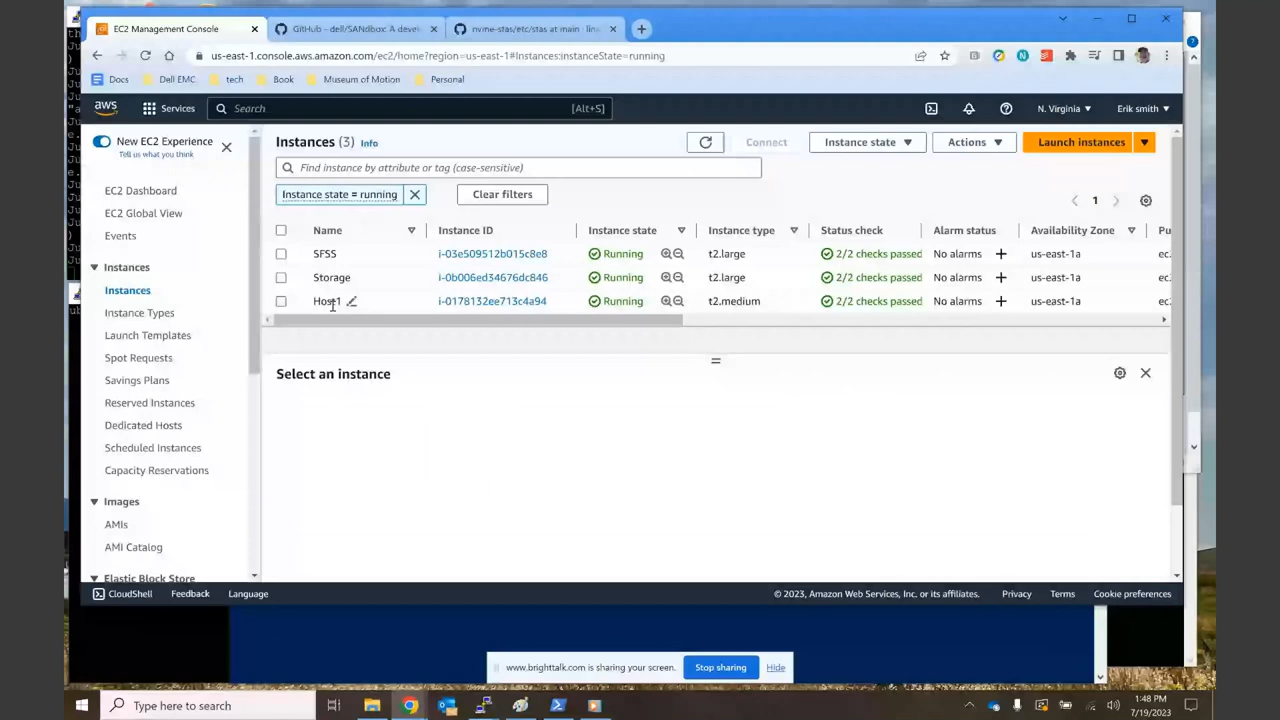 EC2 Management Console
GitHub - dell/SANdbox: A develo
nvme-stas/etc/stas at main · lin
us-east-1.console.aws.amazon.com/ec2/home?region=us-east-1#Instances:instanceState=running
Docs Dell EMC tech Book Museum of Motion Personal
aws Services Search [Alt+S] N. Virginia Erik smith
New EC2 Experience
Tell us what you think
EC2 Dashboard
EC2 Global View
Events
Instances
Instances
Instance Types
Launch Templates
Spot Requests
Savings Plans
Reserved Instances
Dedicated Hosts
Scheduled Instances
Capacity Reservations
Images
AMIs
AMI Catalog
Elastic Block Store
Instances (3) Info Connect Instance state Actions Launch instances
Find instance by attribute or tag (case-sensitive)
Instance state = running Clear filters
1
Name Instance ID Instance state Instance type Status check Alarm status Availability Zone Pu
SFSS i-03e509512b015c8e8 Running t2.large 2/2 checks passed No alarms us-east-1a ec.
Storage i-0b006ed34676dc846 Running t2.large 2/2 checks passed No alarms us-east-1a ec2
Host1 i-0178132ee713c4a94 Running t2.medium 2/2 checks passed No alarms us-east-1a ec2
Select an instance
CloudShell Feedback Language © 2023, Amazon Web Services, Inc. or its affiliates. Privacy Terms Cookie preferences
www.brighttalk.com is sharing your screen. Stop sharing Hide
Type here to search
1:48 PM
7/19/2023